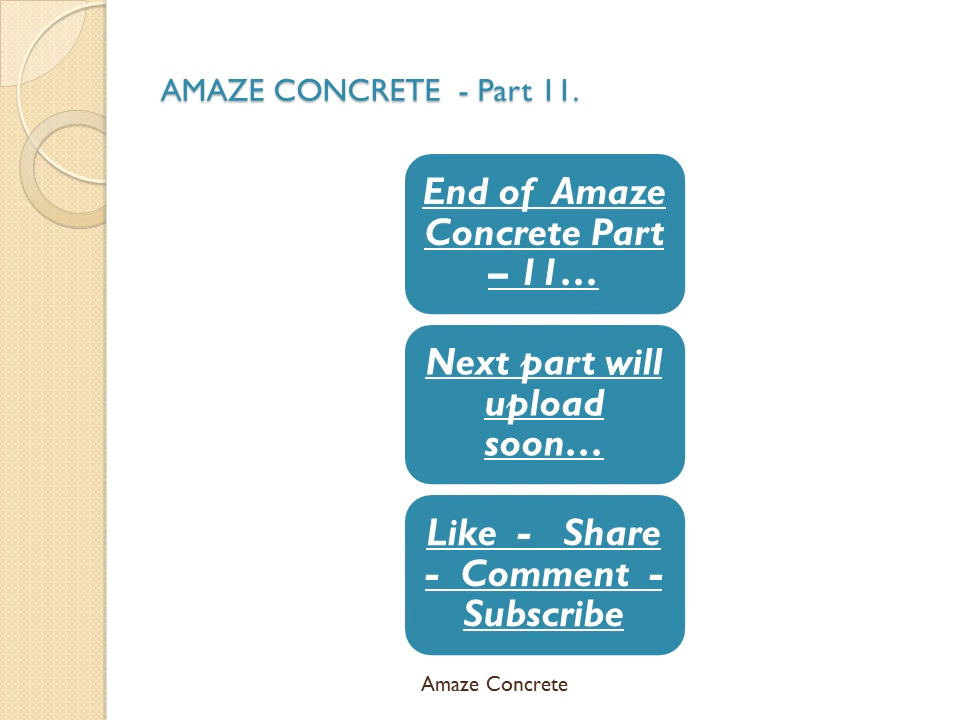 AMAZE CONCRETE - Part 11.
End of Amaze
Concrete Part
– 11…
Next part will
upload
soon…
Like - Share
- Comment -
Subscribe
Amaze Concrete